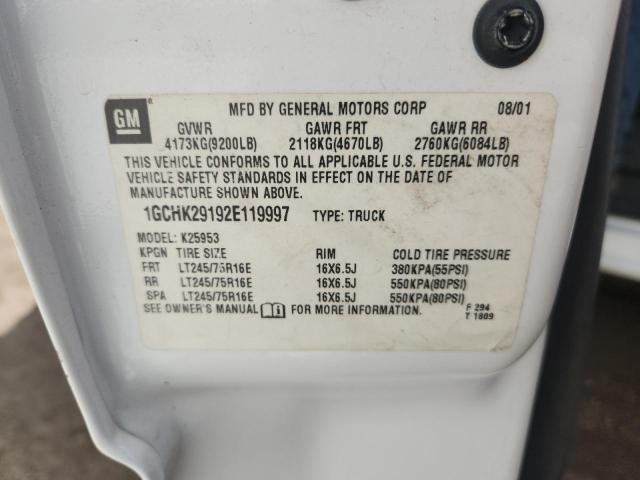 GM
MFD BY GENERAL MOTORS CORP 08/01
GVWR GAWR FRT GAWR RR
4173KG(9200LB) 2118KG(4670LB) 2760KG(6084LB)
THIS VEHICLE CONFORMS TO ALL APPLICABLE U.S. FEDERAL MOTOR
VEHICLE SAFETY STANDARDS IN EFFECT ON THE DATE OF
MANUFACTURE SHOWN ABOVE.
1GCHK29192E119997 TYPE: TRUCK
MODEL: K25953
KPGN TIRE SIZE RIM COLD TIRE PRESSURE
FRT LT245/75R16E 16X6.5J 380KPA(55PSI)
RR LT245/75R16E 16X6.5J 550KPA(80PSI)
SPA LT245/75R16E 16X6.5J 550KPA(80PSI)
SEE OWNER'S MANUAL FOR MORE INFORMATION.
F 294
T 1809